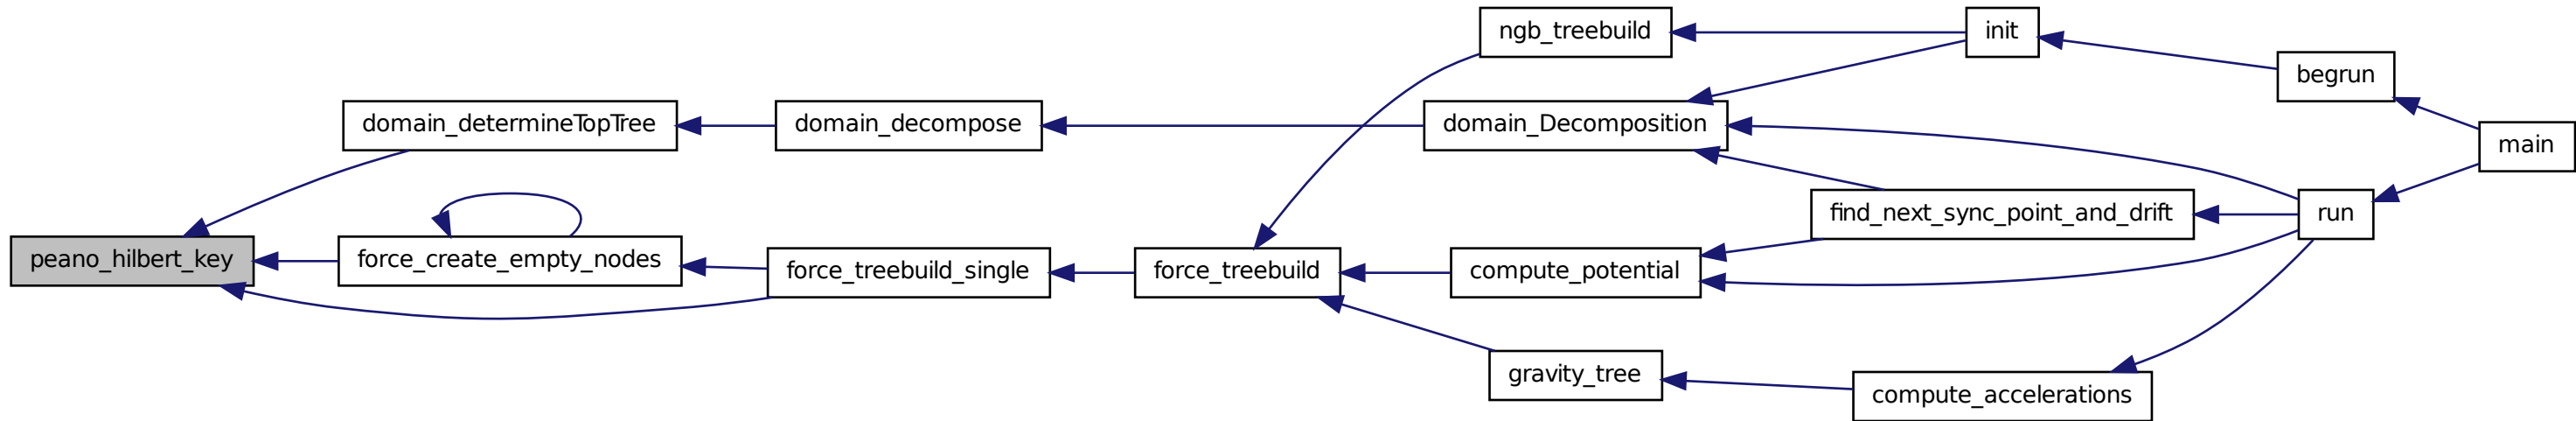 ngb_treebuild
init
begrun
domain_determineTopTree
domain_decompose
domain_Decomposition
main
find_next_sync_point_and_drift
run
peano_hilbert_key
force_create_empty_nodes
force_treebuild_single
force_treebuild
compute_potential
gravity_tree
compute_accelerations